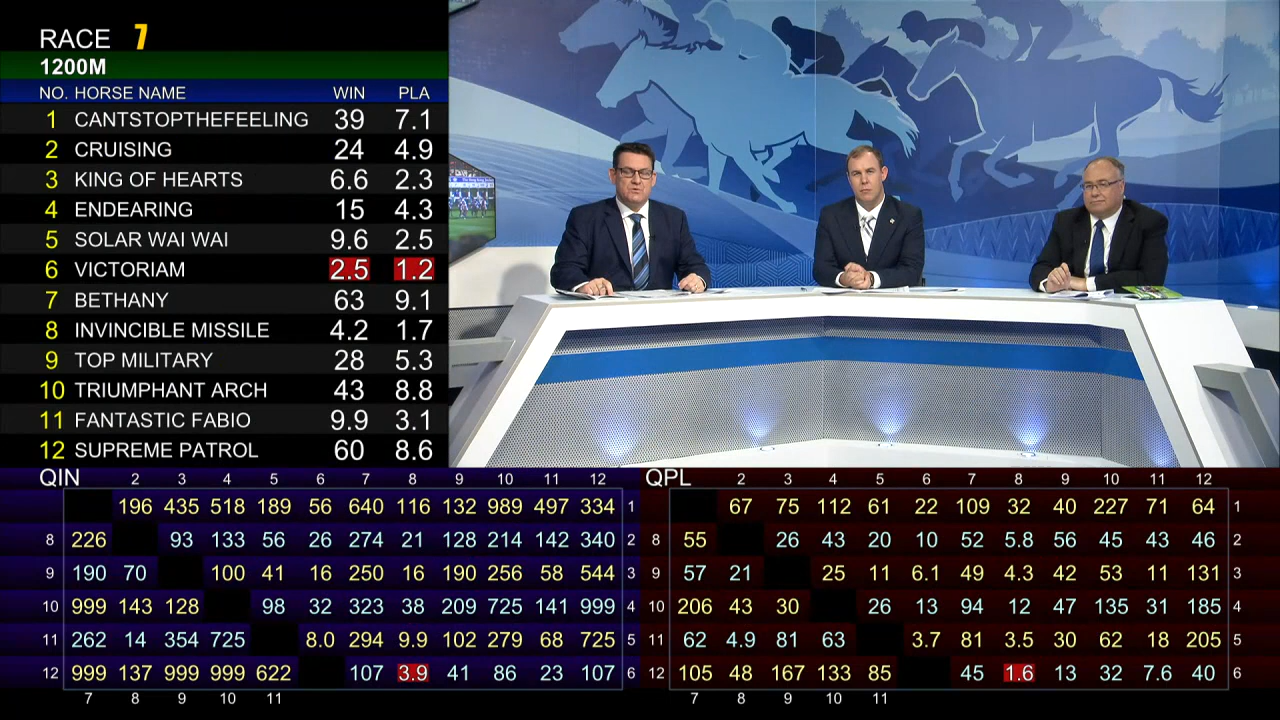 RACE 7
1200M
NO. HORSE NAME WIN PLA
1 CANTSTOPTHEFEELING 39 7.1
2 CRUISING 24 4.9
3 KING OF HEARTS 6.6 2.3
4 ENDEARING 15 4.3
5 SOLAR WAI WAI 9.6 2.5
6 VICTORIAM 2.5 1.2
7 BETHANY 63 9.1
8 INVINCIBLE MISSILE 4.2 1.7
9 TOP MILITARY 28 5.3
10 TRIUMPHANT ARCH 43 8.8
11 FANTASTIC FABIO 9.9 3.1
12 SUPREME PATROL 60 8.6
QIN 2 3 4 5 6 7 8 9 10 11 12
196 435 518 189 56 640 116 132 989 497 334 1
8 226 93 133 56 26 274 21 128 214 142 340 2
9 190 70 100 41 16 250 16 190 256 58 544 3
10 999 143 128 98 32 323 38 209 725 141 999 4
11 262 14 354 725 8.0 294 9.9 102 279 68 725 5
12 999 137 999 999 622 107 3.9 41 86 23 107 6
7 8 9 10 11
QPL 2 3 4 5 6 7 8 9 10 11 12
67 75 112 61 22 109 32 40 227 71 64 1
8 55 26 43 20 10 52 5.8 56 45 43 46 2
9 57 21 25 11 6.1 49 4.3 42 53 11 131 3
10 206 43 30 26 13 94 12 47 135 31 185 4
11 62 4.9 81 63 3.7 81 3.5 30 62 18 205 5
12 105 48 167 133 85 45 1.6 13 32 7.6 40 6
7 8 9 10 11